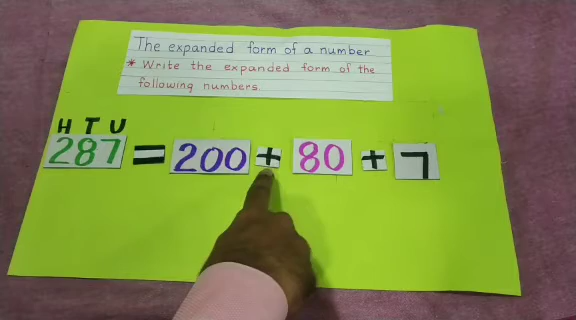 The expanded form of a number
* Write the expanded form of the
following numbers.
H T U
287 = 200 + 80 + 7